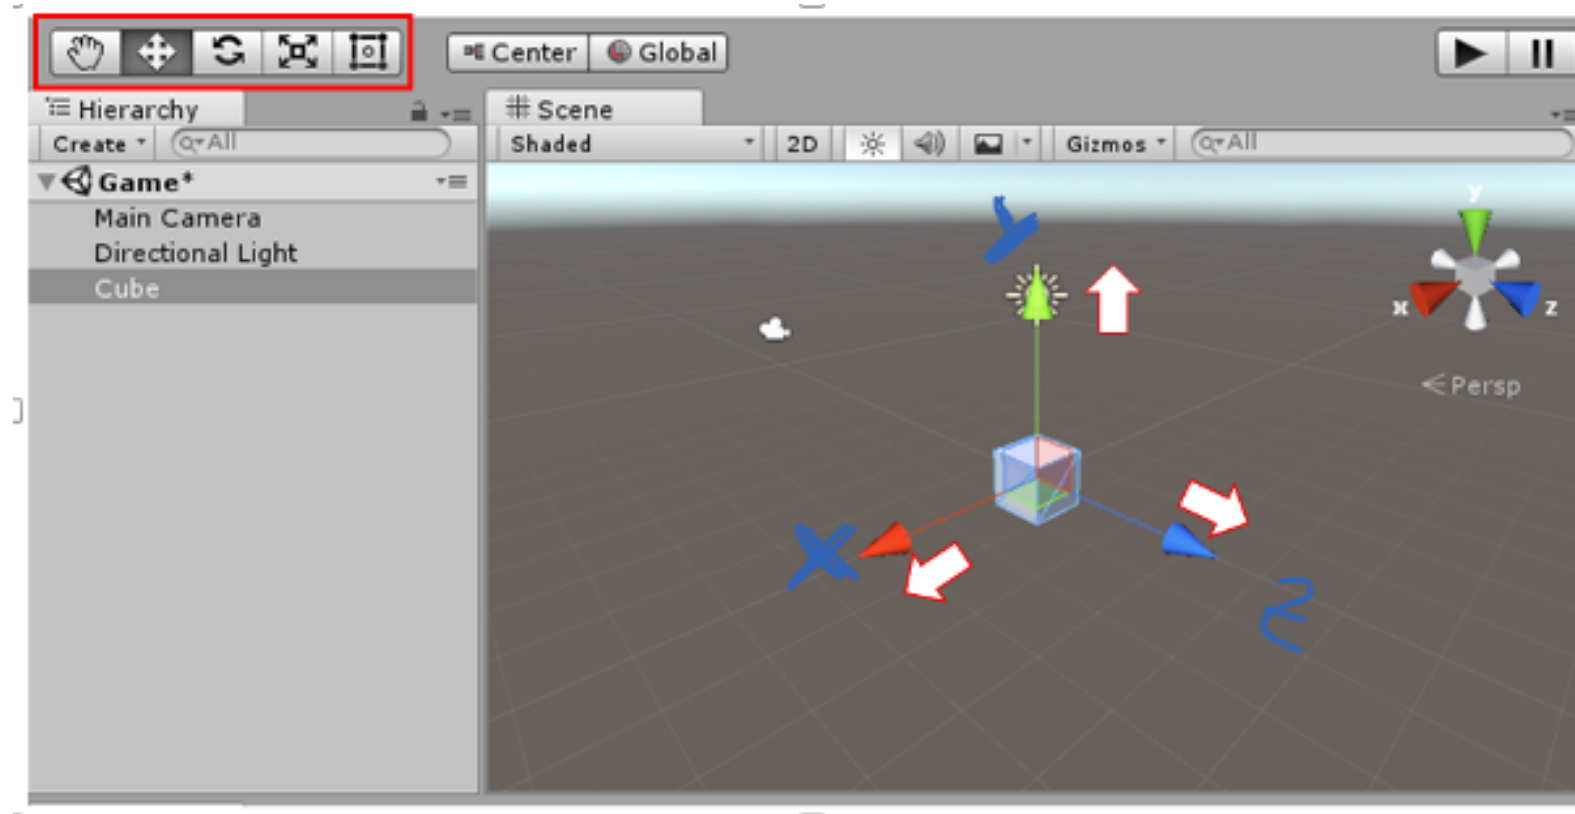 Center Global
Hierarchy
Scene
Create All
Shaded 2D Gizmos All
Game*
Main Camera
Directional Light
Cube
Y
y
x z
Persp
X
Z